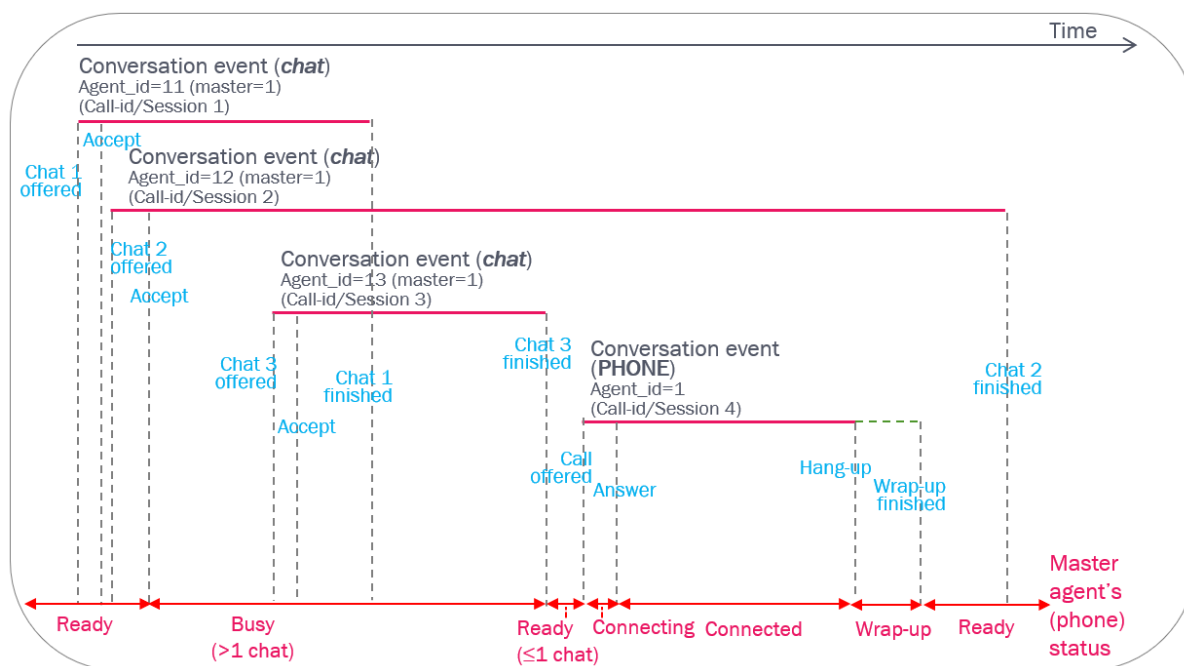 Time
Conversation event (chat)
Agent_id=11 (master=1)
(Call-id/Session 1)
Accept
Chat 1
offered
Conversation event (chat)
Agent_id=12 (master=1)
(Call-id/Session 2)
Chat 2
offered
Accept
Conversation event (chat)
Agent_id=13 (master=1)
(Call-id/Session 3)
Chat 3
offered
Accept
Chat 1
finished
Chat 3
finished
Conversation event
(PHONE)
Agent_id=1
(Call-id/Session 4)
Chat 2
finished
Call
offered
Answer
Hang-up
Wrap-up
finished
Ready
Busy
(>1 chat)
Ready
(≤1 chat)
Connecting
Connected
Wrap-up
Ready
Master
agent's
(phone)
status